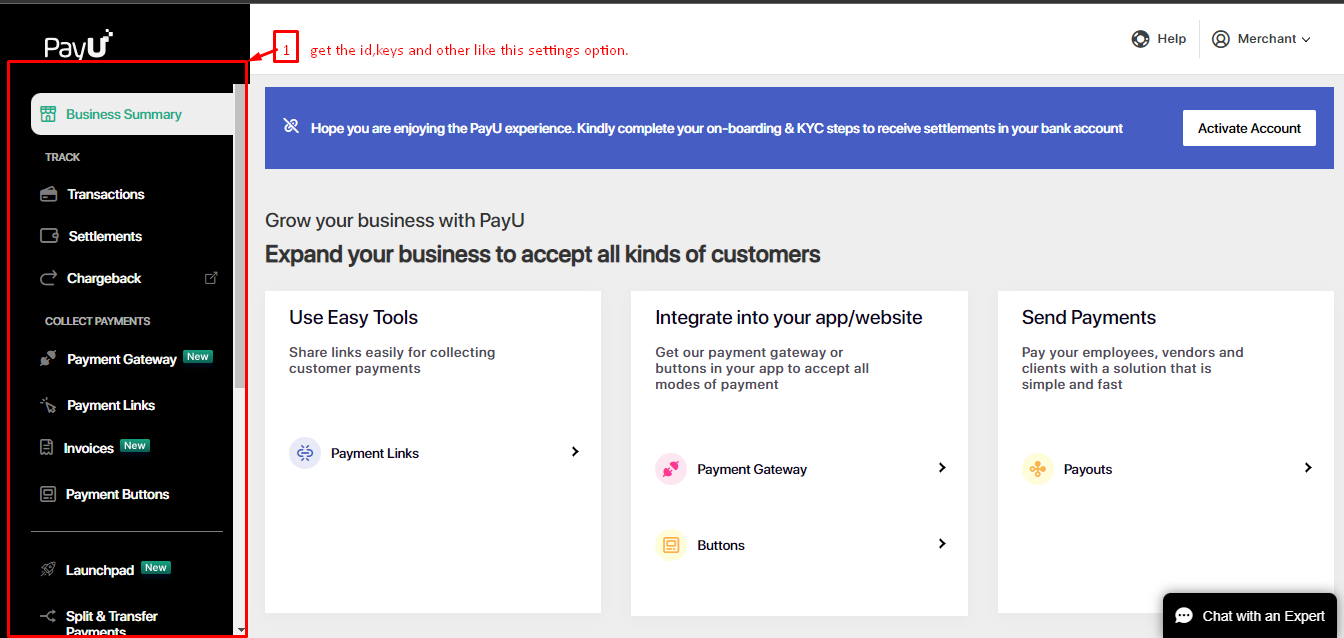 PayU
1 get the id,keys and other like this settings option.
Help
Merchant
Business Summary
TRACK
Transactions
Settlements
Chargeback
COLLECT PAYMENTS
Payment Gateway New
Payment Links
Invoices New
Payment Buttons
Launchpad New
Split & Transfer
Payments
Hope you are enjoying the PayU experience. Kindly complete your on-boarding & KYC steps to receive settlements in your bank account
Activate Account
Grow your business with PayU
Expand your business to accept all kinds of customers
Use Easy Tools
Share links easily for collecting
customer payments
Payment Links
Integrate into your app/website
Get our payment gateway or
buttons in your app to accept all
modes of payment
Payment Gateway
Buttons
Send Payments
Pay your employees, vendors and
clients with a solution that is
simple and fast
Payouts
Chat with an Expert